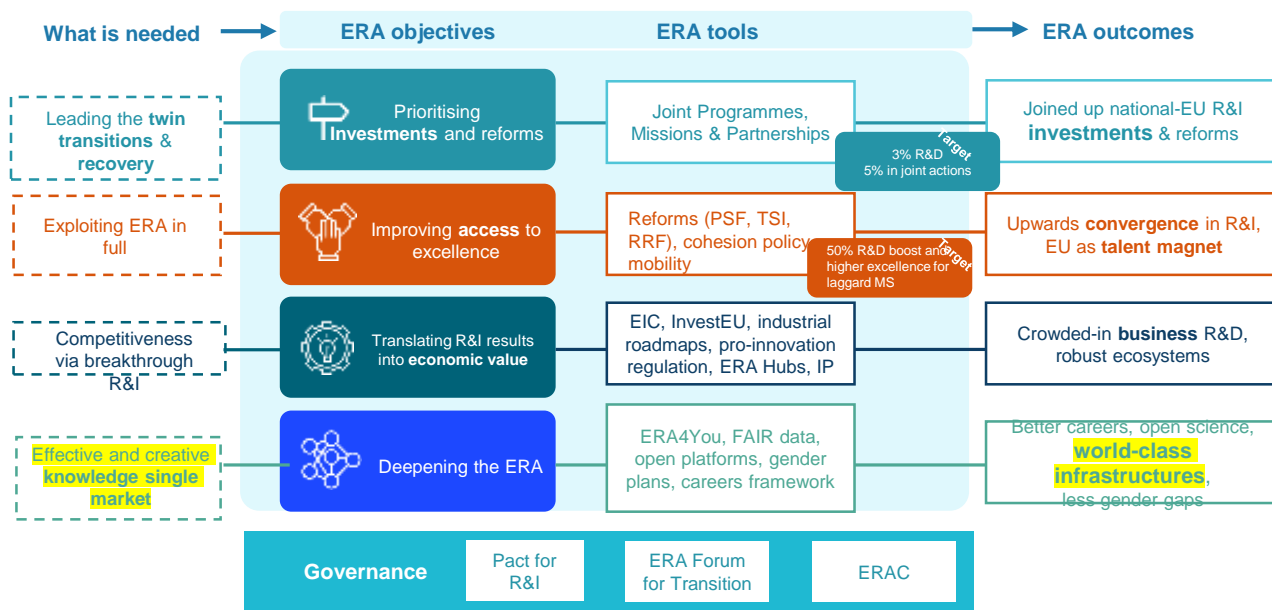 What is needed
ERA objectives
ERA tools
ERA outcomes
Leading the twin
transitions &
recovery
Prioritising
Investments and reforms
Joint Programmes,
Missions & Partnerships
Target
3% R&D
5% in joint actions
Joined up national-EU R&I
investments & reforms
Exploiting ERA in
full
Improving access to
excellence
Reforms (PSF, TSI,
RRF), cohesion policy
mobility
Target
50% R&D boost and
higher excellence for
laggard MS
Upwards convergence in R&I,
EU as talent magnet
Competitiveness
via breakthrough
R&I
Translating R&I results
into economic value
EIC, InvestEU, industrial
roadmaps, pro-innovation
regulation, ERA Hubs, IP
Crowded-in business R&D,
robust ecosystems
Effective and creative
knowledge single
market
Deepening the ERA
ERA4You, FAIR data,
open platforms, gender
plans, careers framework
Better careers, open science,
world-class
infrastructures,
less gender gaps
Governance
Pact for
R&I
ERA Forum
for Transition
ERAC